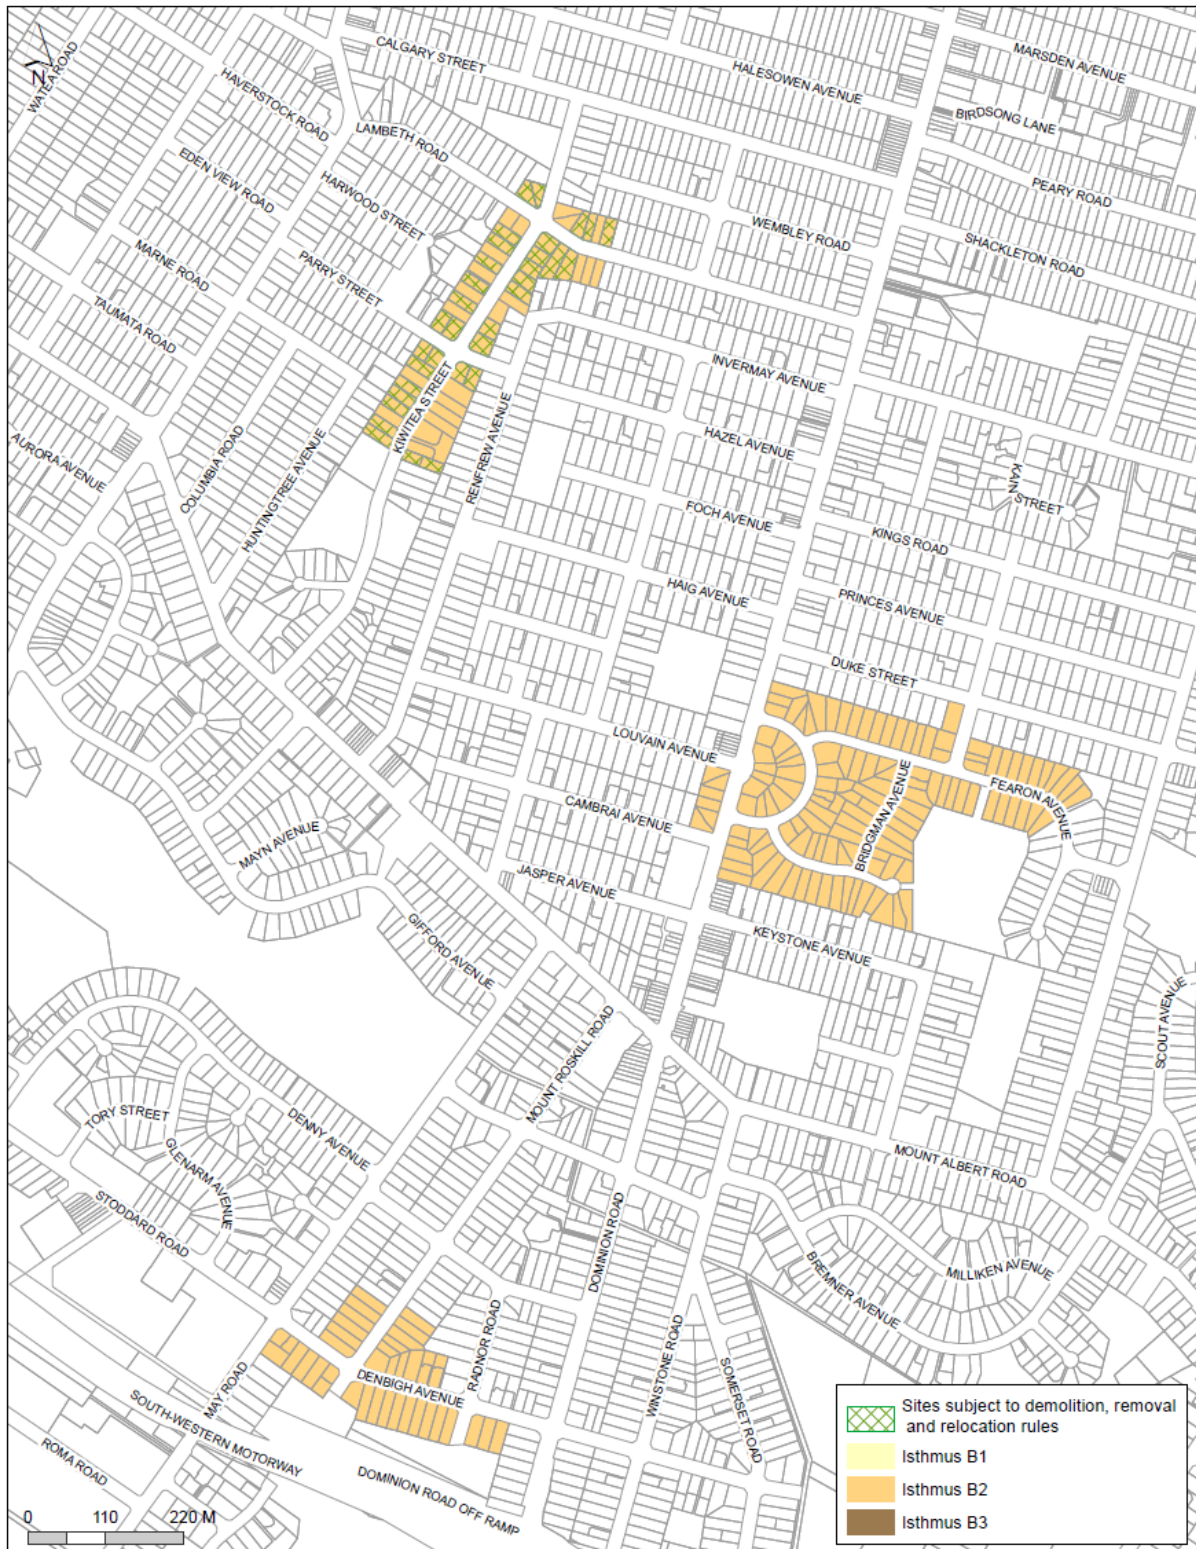 CALGARY STREET
MARSDEN AVENUE
WATEA ROAD
N
HALESOWEN AVENUE
HAVERSTOCK ROAD
BIRDSONG LANE
LAMBETH ROAD
EDEN VIEW ROAD
HARWOOD STREET
PEARY ROAD
WEMBLEY ROAD
SHACKLETON ROAD
MARNE ROAD
PARRY STREET
TAUMATA ROAD
INVERMAY AVENUE
KIWITEA STREET
RENFREW AVENUE
HAZEL AVENUE
AURORA AVENUE
COLUMBIA ROAD
HUNTINGTREE AVENUE
KAIN STREET
FOCH AVENUE
KINGS ROAD
HAIG AVENUE
PRINCES AVENUE
DUKE STREET
LOUVAIN AVENUE
FEARON AVENUE
BRIDGMAN AVENUE
CAMBRAI AVENUE
MAYN AVENUE
JASPER AVENUE
GIFFORD AVENUE
KEYSTONE AVENUE
SCOUT AVENUE
MOUNT ROSKILL ROAD
TORY STREET
DENNY AVENUE
GLENARM AVENUE
MOUNT ALBERT ROAD
STODDARD ROAD
DOMINION ROAD
BREMNER AVENUE
MILLIKEN AVENUE
RADNOR ROAD
WINSTONE ROAD
SOMERSET ROAD
DENBIGH AVENUE
MAY ROAD
SOUTH-WESTERN MOTORWAY
ROMA ROAD
DOMINION ROAD OFF RAMP
Sites subject to demolition, removal
and relocation rules
Isthmus B1
Isthmus B2
Isthmus B3
0 110 220 M